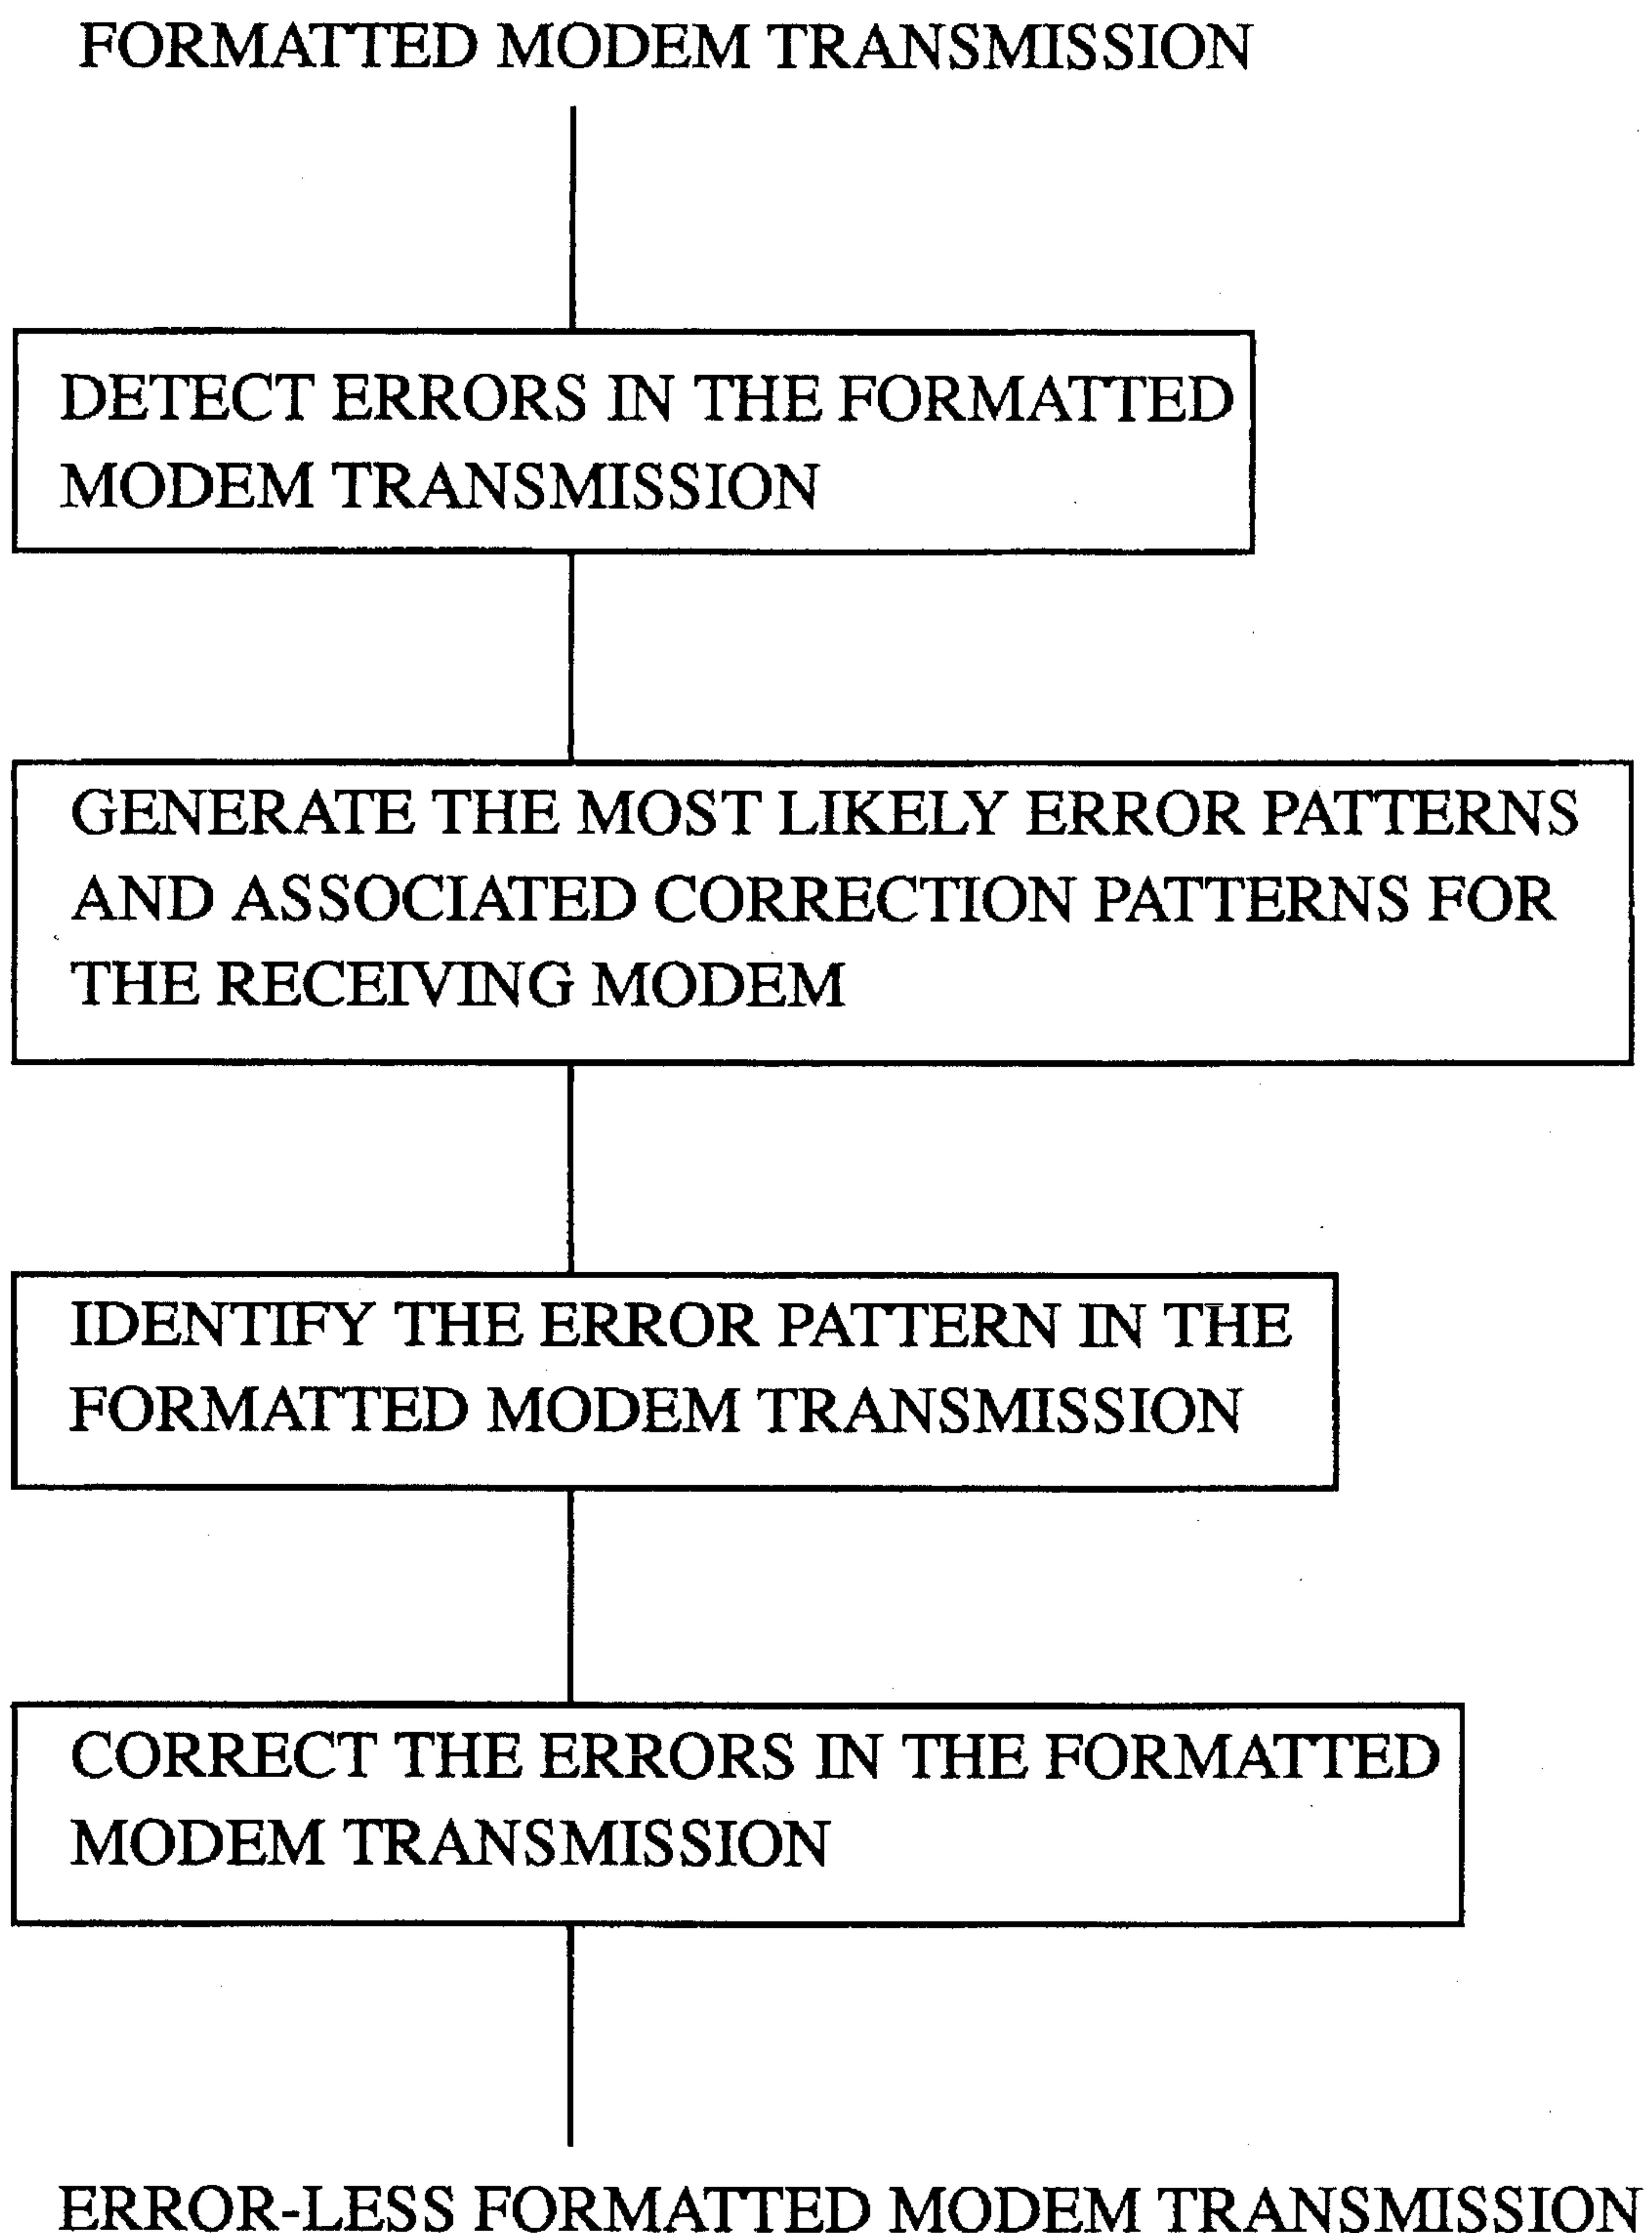 FORMATTED MODEM TRANSMISSION
DETECT ERRORS IN THE FORMATTED
MODEM TRANSMISSION
GENERATE THE MOST LIKELY ERROR PATTERNS
AND ASSOCIATED CORRECTION PATTERNS FOR
THE RECEIVING MODEM
IDENTIFY THE ERROR PATTERN IN THE
FORMATTED MODEM TRANSMISSION
CORRECT THE ERRORS IN THE FORMATTED
MODEM TRANSMISSION
ERROR-LESS FORMATTED MODEM TRANSMISSION